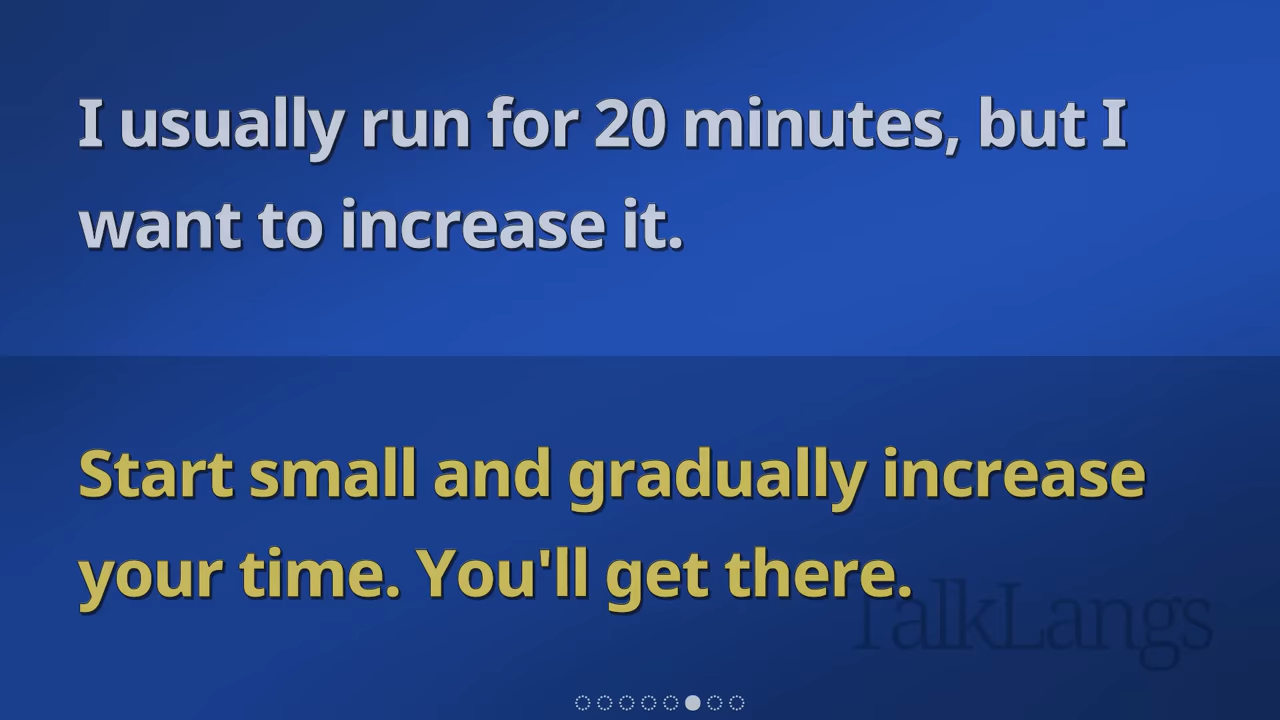 I usually run for 20 minutes, but I
want to increase it.
Start small and gradually increase
your time. You'll get there.
TalkLangs